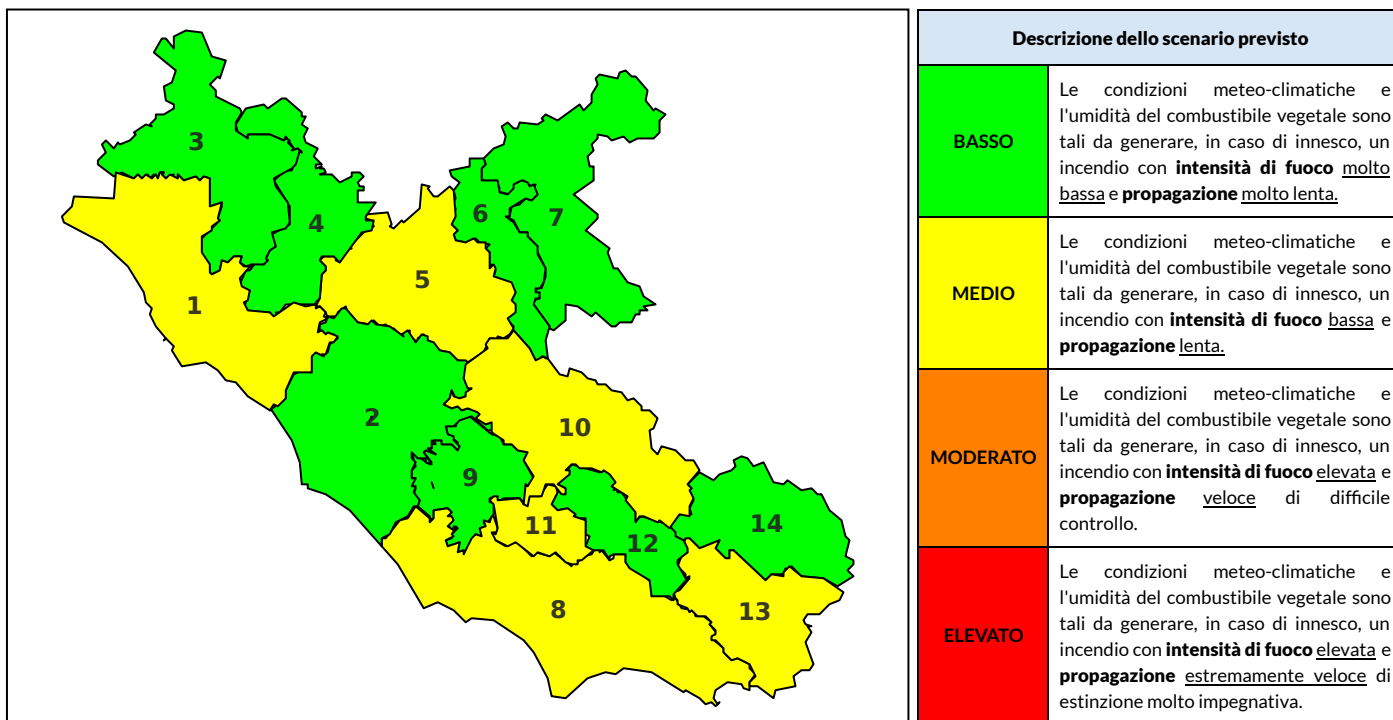 3
4
6
7
5
1
2
10
9
11
12
14
8
13
Descrizione dello scenario previsto
BASSO
Le condizioni meteo-climatiche e
l'umidità del combustibile vegetale sono
tali da generare, in caso di innesco, un
incendio con intensità di fuoco molto
bassa e propagazione molto lenta.
MEDIO
Le condizioni meteo-climatiche e
l'umidità del combustibile vegetale sono
tali da generare, in caso di innesco, un
incendio con intensità di fuoco bassa e
propagazione lenta.
MODERATO
Le condizioni meteo-climatiche e
l'umidità del combustibile vegetale sono
tali da generare, in caso di innesco, un
incendio con intensità di fuoco elevata e
propagazione veloce di difficile
controllo.
ELEVATO
Le condizioni meteo-climatiche e
l'umidità del combustibile vegetale sono
tali da generare, in caso di innesco, un
incendio con intensità di fuoco elevata e
propagazione estremamente veloce di
estinzione molto impegnativa.